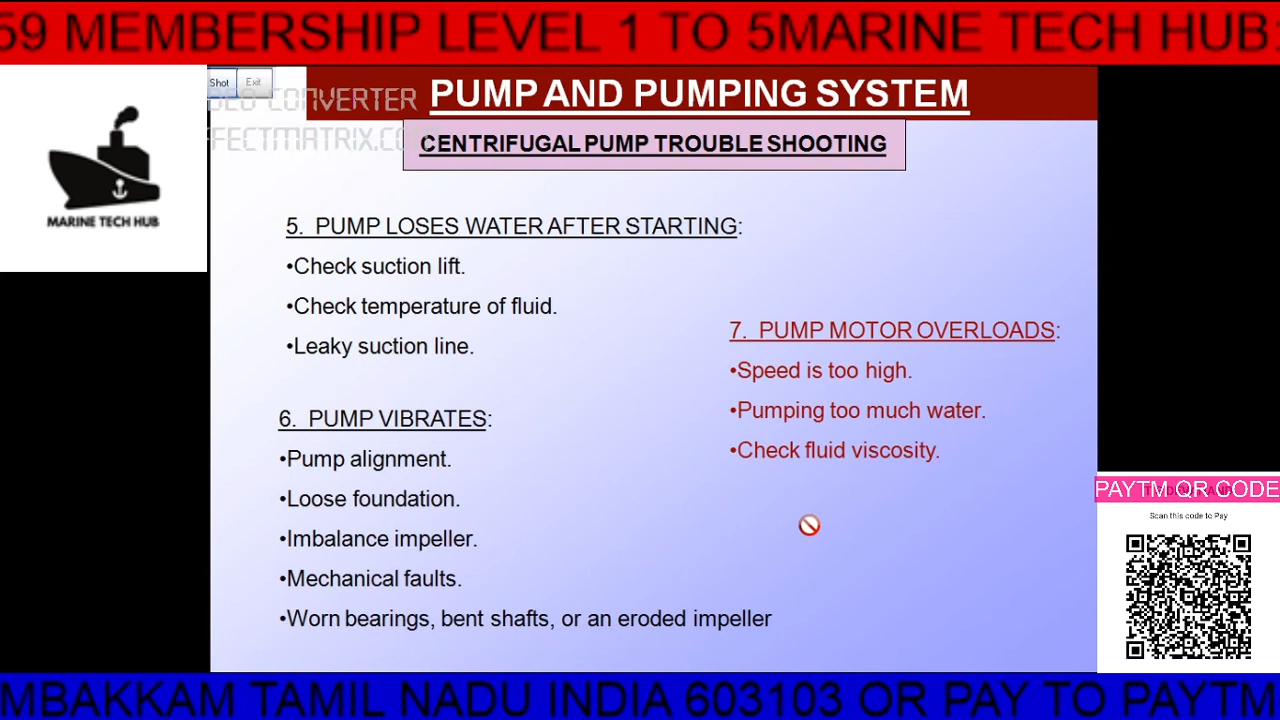 59 MEMBERSHIP LEVEL 1 TO 5MARINE TECH HUB
Shot Exit
MARINE TECH HUB
PUMP AND PUMPING SYSTEM
CENTRIFUGAL PUMP TROUBLE SHOOTING
5. PUMP LOSES WATER AFTER STARTING:
•Check suction lift.
•Check temperature of fluid.
•Leaky suction line.
6. PUMP VIBRATES:
•Pump alignment.
•Loose foundation.
•Imbalance impeller.
•Mechanical faults.
•Worn bearings, bent shafts, or an eroded impeller
7. PUMP MOTOR OVERLOADS:
•Speed is too high.
•Pumping too much water.
•Check fluid viscosity.
PAYTM QR CODE
Scan this code to Pay
MBAKKAM TAMIL NADU INDIA 603103 OR PAY TO PAYTM